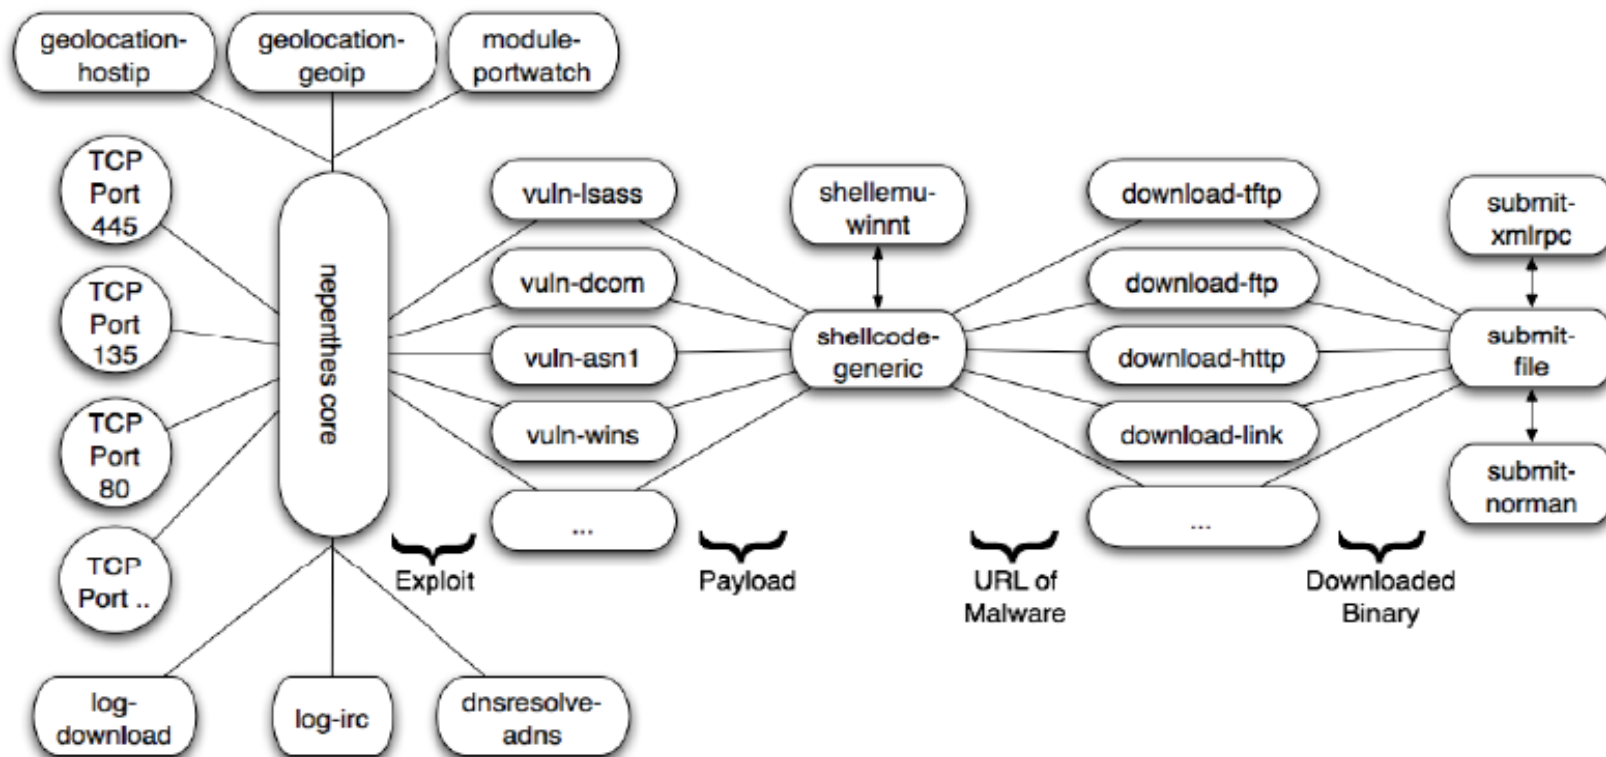 geolocation-
hostip
geolocation-
geoip
module-
portwatch
TCP
Port
445
TCP
Port
135
TCP
Port
80
TCP
Port ..
nepenthes core
vuln-lsass
vuln-dcom
vuln-asn1
vuln-wins
...
shellemu-
winnt
shellcode-
generic
download-tftp
download-ftp
download-http
download-link
...
submit-
xmlrpc
submit-
file
submit-
norman
Exploit
Payload
URL of
Malware
Downloaded
Binary
log-
download
log-irc
dnsresolve-
adns